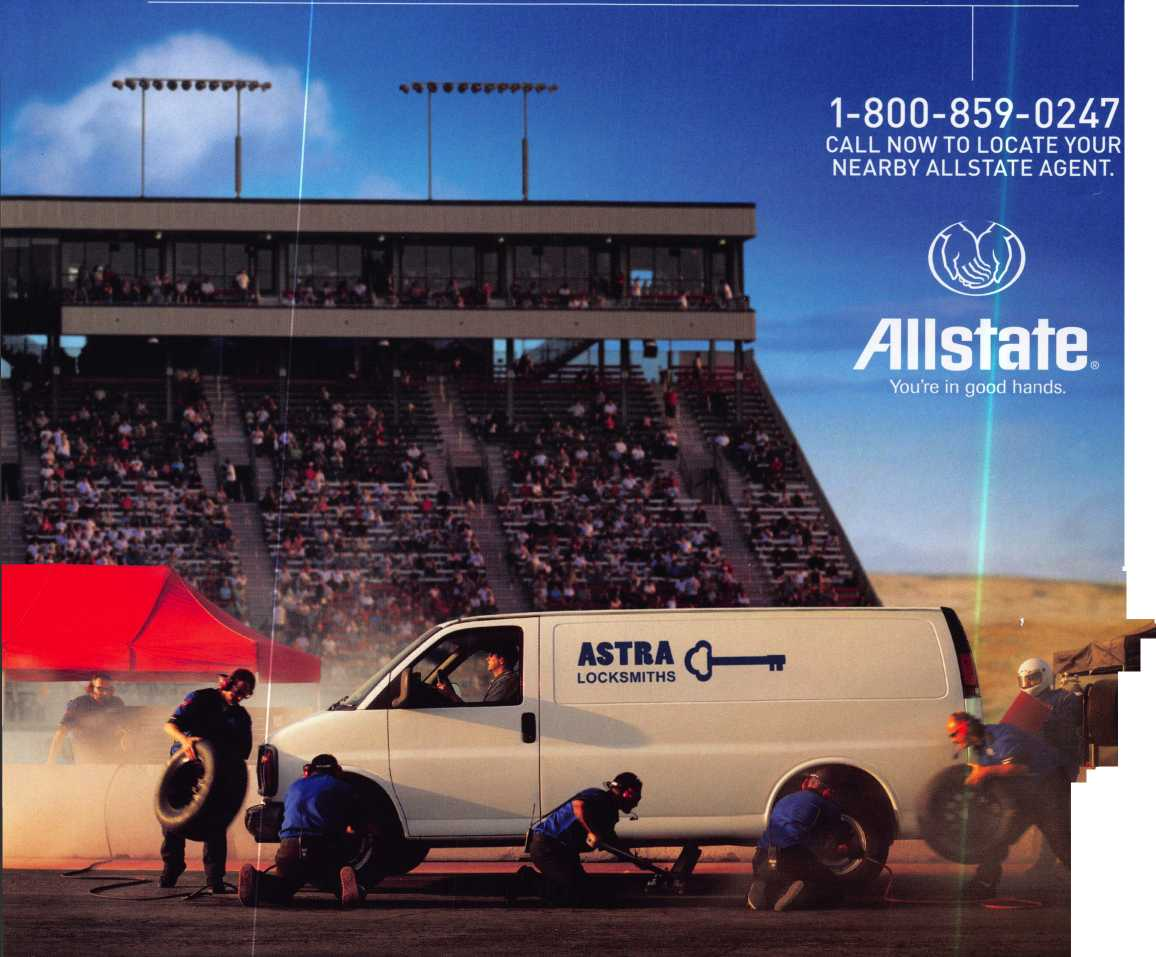 1-800-859-0247
CALL NOW TO LOCATE YOUR
NEARBY ALLSTATE AGENT.
Allstate®
You're in good hands.
ASTRA
LOCKSMITHS